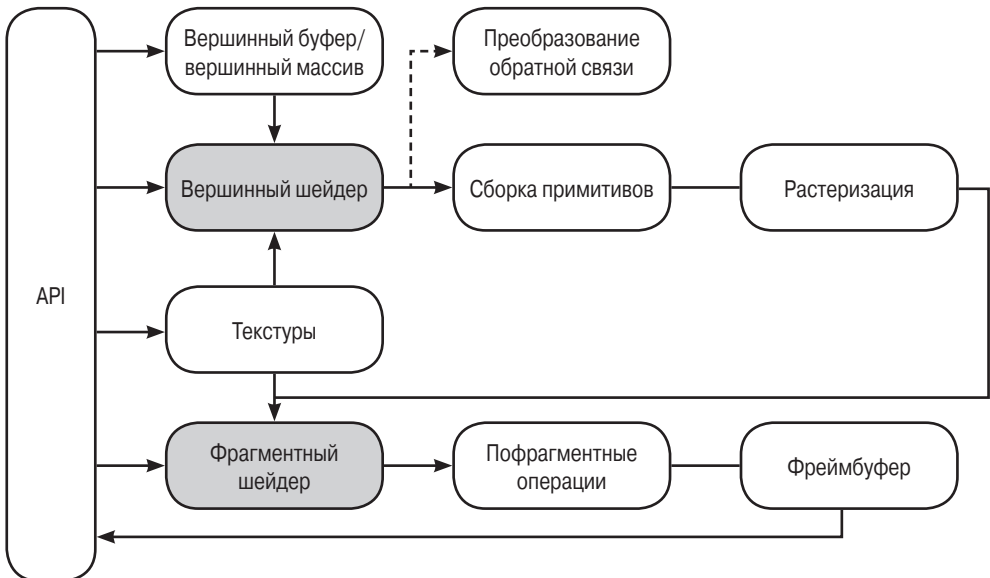 Вершинный буфер/
вершинный массив
Преобразование
обратной связи
Вершинный шейдер
Сборка примитивов
Растеризация
API
Текстуры
Фрагментный
шейдер
Пофрагментные
операции
Фреймбуфер